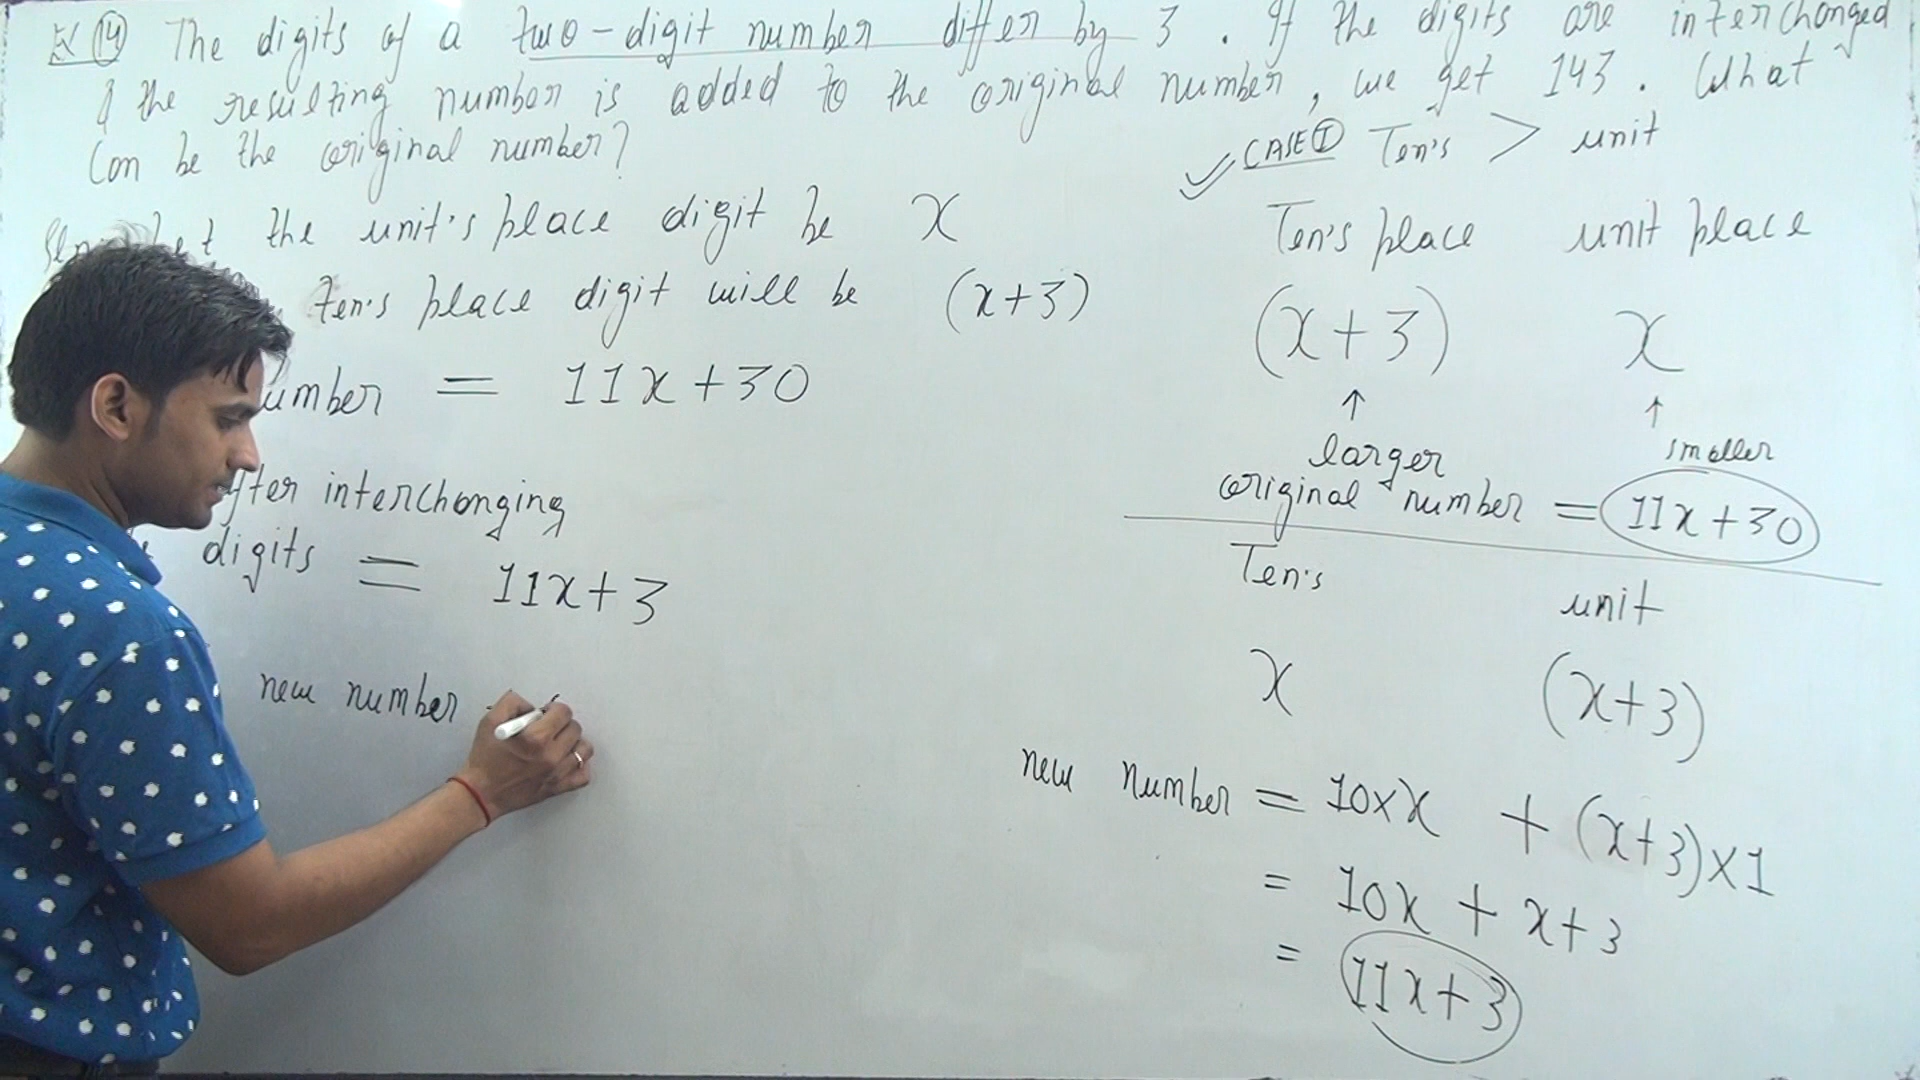 Ex 14 The digits of a two-digit number differ by 3. If the digits are interchanged
& the resulting number is added to the original number, we get 143. What
Can be the original number?
Let the unit's place digit be x
ten's place digit will be (x+3)
number = 11x+30
After interchanging
digits = 11x+3
new number
CASE I Ten's > unit
Ten's place unit place
(x+3) x
↑ ↑
larger smaller
original number = 11x+30
Ten's unit
x (x+3)
new number = 10×x + (x+3)×1
= 10x + x+3
= 11x+3